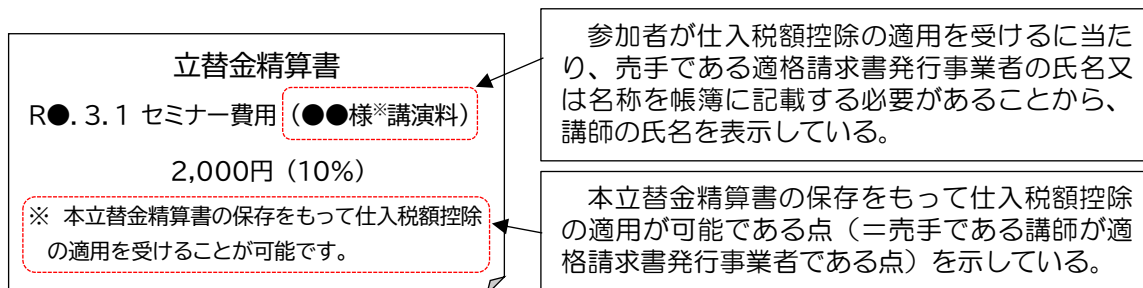 立替金精算書
R●.3.1 セミナー費用(●●様※講演料)
2,000円(10%)
※ 本立替金精算書の保存をもって仕入税額控除
の適用を受けることが可能です。
参加者が仕入税額控除の適用を受けるに当た
り、売手である適格請求書発行事業者の氏名又
は名称を帳簿に記載する必要があることから、
講師の氏名を表示している。
本立替金精算書の保存をもって仕入税額控除
の適用が可能である点(=売手である講師が適
格請求書発行事業者である点)を示している。